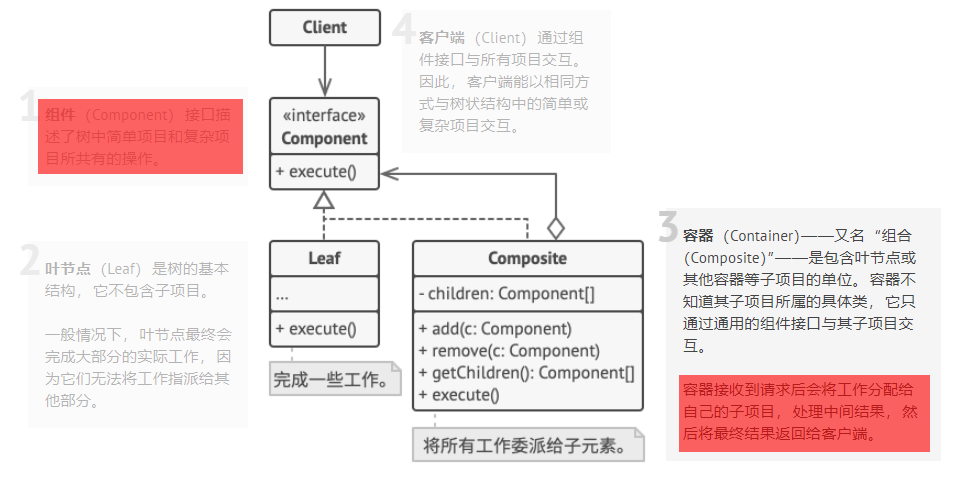 Client
4
客户端（Client）通过组
件接口与所有项目交互。
因此，客户端能以相同方
式与树状结构中的简单或
复杂项目交互。
1
组件（Component）接口描
述了树中简单项目和复杂项
目所共有的操作。
«interface»
Component
+ execute()
2
叶节点（Leaf）是树的基本
结构，它不包含子项目。
一般情况下，叶节点最终会
完成大部分的实际工作，因
为它们无法将工作指派给其
他部分。
Leaf
...
+ execute()
完成一些工作。
Composite
- children: Component[]
+ add(c: Component)
+ remove(c: Component)
+ getChildren(): Component[]
+ execute()
将所有工作委派给子元素。
3
容器（Container)——又名“组合
(Composite)”——是包含叶节点或
其他容器等子项目的单位。容器不
知道其子项目所属的具体类，它只
通过通用的组件接口与其子项目交
互。
容器接收到请求后会将工作分配给
自己的子项目，处理中间结果，然
后将最终结果返回给客户端。